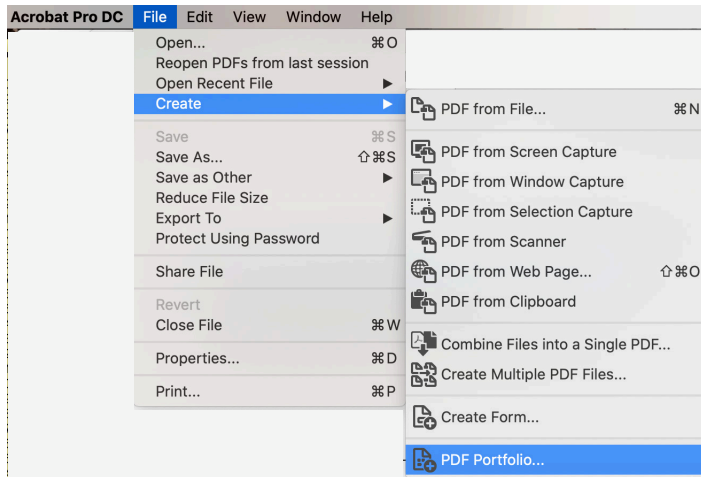 Acrobat Pro DC File Edit View Window Help
Open... ⌘O
Reopen PDFs from last session
Open Recent File ▶
Create ▶
Save ⌘S
Save As... ⇧⌘S
Save as Other ▶
Reduce File Size
Export To ▶
Protect Using Password
Share File
Revert
Close File ⌘W
Properties... ⌘D
Print... ⌘P
PDF from File... ⌘N
PDF from Screen Capture
PDF from Window Capture
PDF from Selection Capture
PDF from Scanner
PDF from Web Page... ⇧⌘O
PDF from Clipboard
Combine Files into a Single PDF...
Create Multiple PDF Files...
Create Form...
PDF Portfolio...